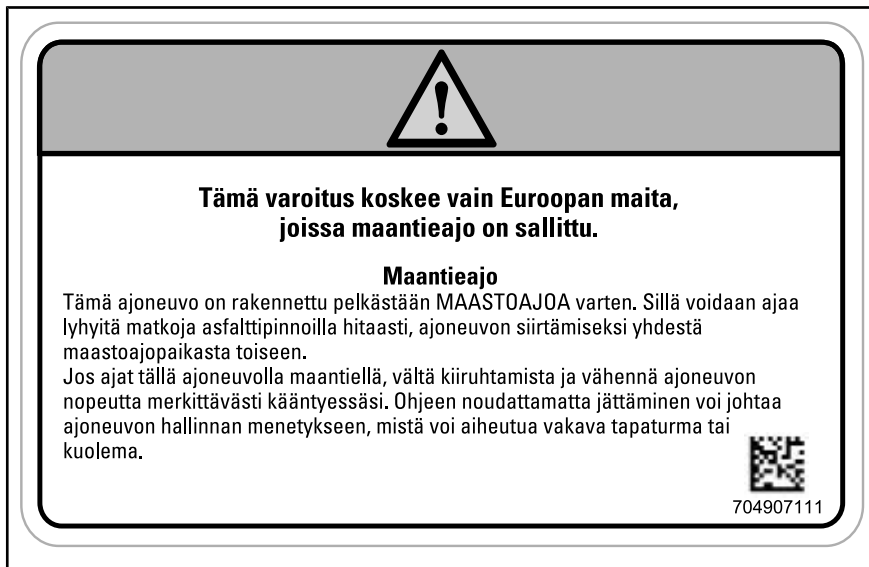 Tämä varoitus koskee vain Euroopan maita,
joissa maantieajo on sallittu.
Maantieajo
Tämä ajoneuvo on rakennettu pelkästään MAASTOAJOA varten. Sillä voidaan ajaa
lyhyitä matkoja asfalttipinnoilla hitaasti, ajoneuvon siirtämiseksi yhdestä
maastoajopaikasta toiseen.
Jos ajat tällä ajoneuvolla maantiellä, vältä kiiruhtamista ja vähennä ajoneuvon
nopeutta merkittävästi kääntyessäsi. Ohjeen noudattamatta jättäminen voi johtaa
ajoneuvon hallinnan menetykseen, mistä voi aiheutua vakava tapaturma tai
kuolema.
704907111